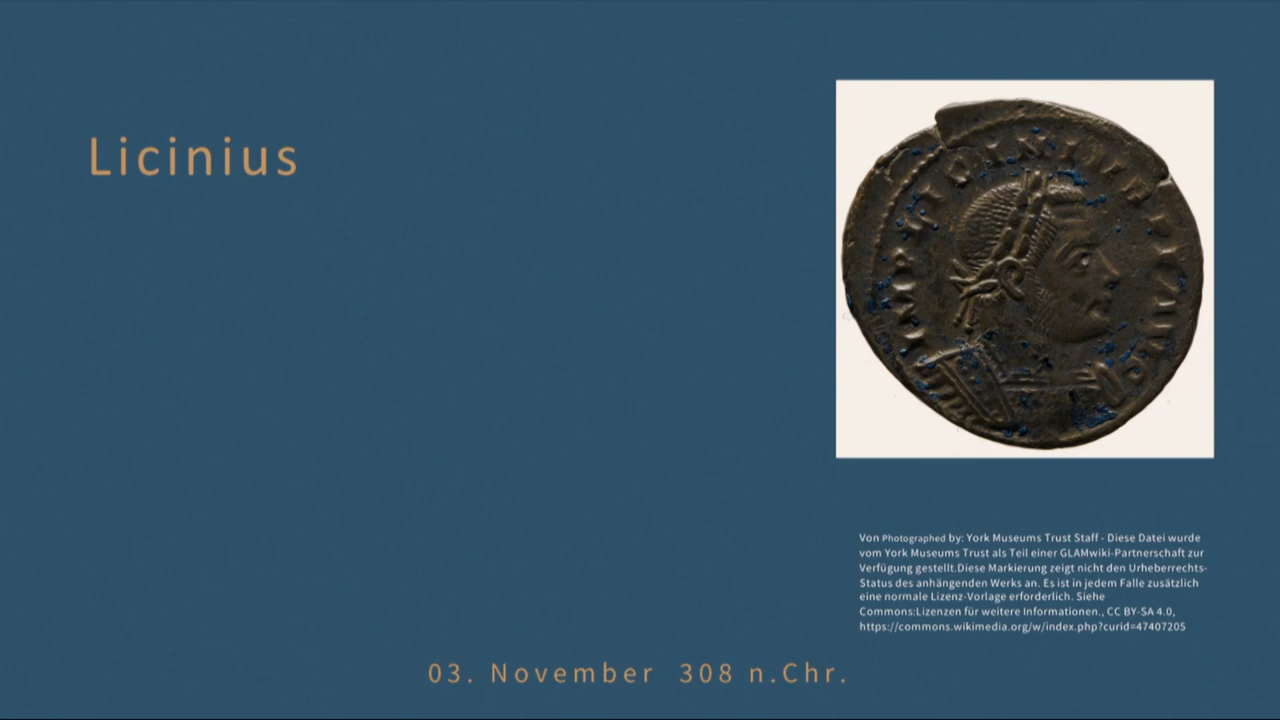 Licinius
Von Photographed by: York Museums Trust Staff - Diese Datei wurde
vom York Museums Trust als Teil einer GLAMwiki-Partnerschaft zur
Verfügung gestellt.Diese Markierung zeigt nicht den Urheberrechts-
Status des anhängenden Werks an. Es ist in jedem Falle zusätzlich
eine normale Lizenz-Vorlage erforderlich. Siehe
Commons:Lizenzen für weitere Informationen., CC BY-SA 4.0,
https://commons.wikimedia.org/w/index.php?curid=47407205
03. November 308 n.Chr.